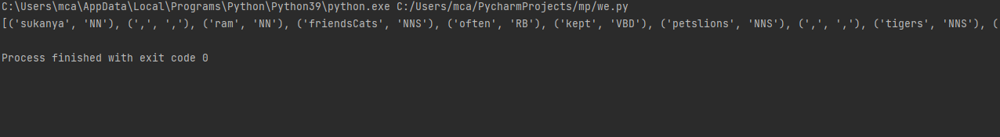 C:\Users\mca\AppData\Local\Programs\Python\Python39\python.exe C:/Users/mca/PycharmProjects/mp/we.py
[('sukanya', 'NN'), (',', ','), ('ram', 'NN'), ('friendsCats', 'NNS'), ('often', 'RB'), ('kept', 'VBD'), ('petslions', 'NNS'), (',', ','), ('tigers', 'NNS'), (
Process finished with exit code 0